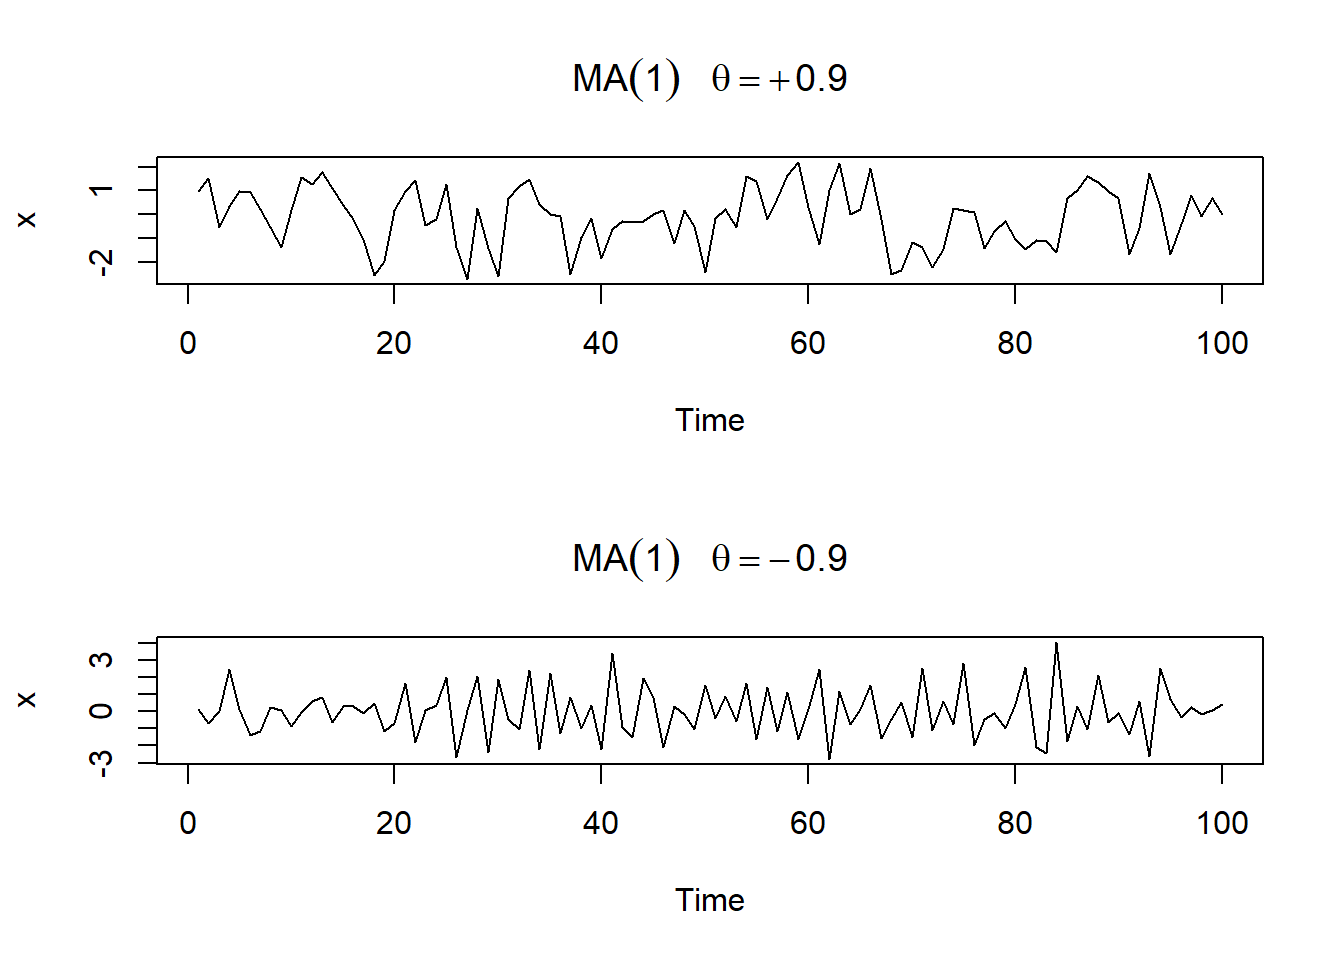 MA(1) θ = +0.9
x
1
-2
0 20 40 60 80 100
Time
MA(1) θ = −0.9
x
3
0
-3
0 20 40 60 80 100
Time